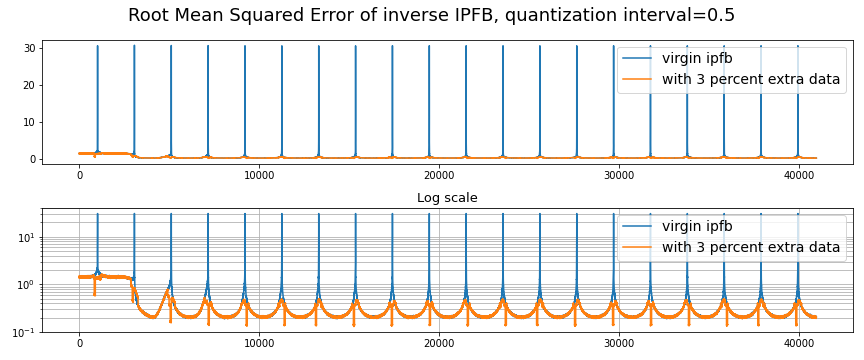 Root Mean Squared Error of inverse IPFB, quantization interval=0.5
30
20
10
0
virgin ipfb
with 3 percent extra data
0 10000 20000 30000 40000
Log scale
10¹
10⁰
10⁻¹
virgin ipfb
with 3 percent extra data
0 10000 20000 30000 40000